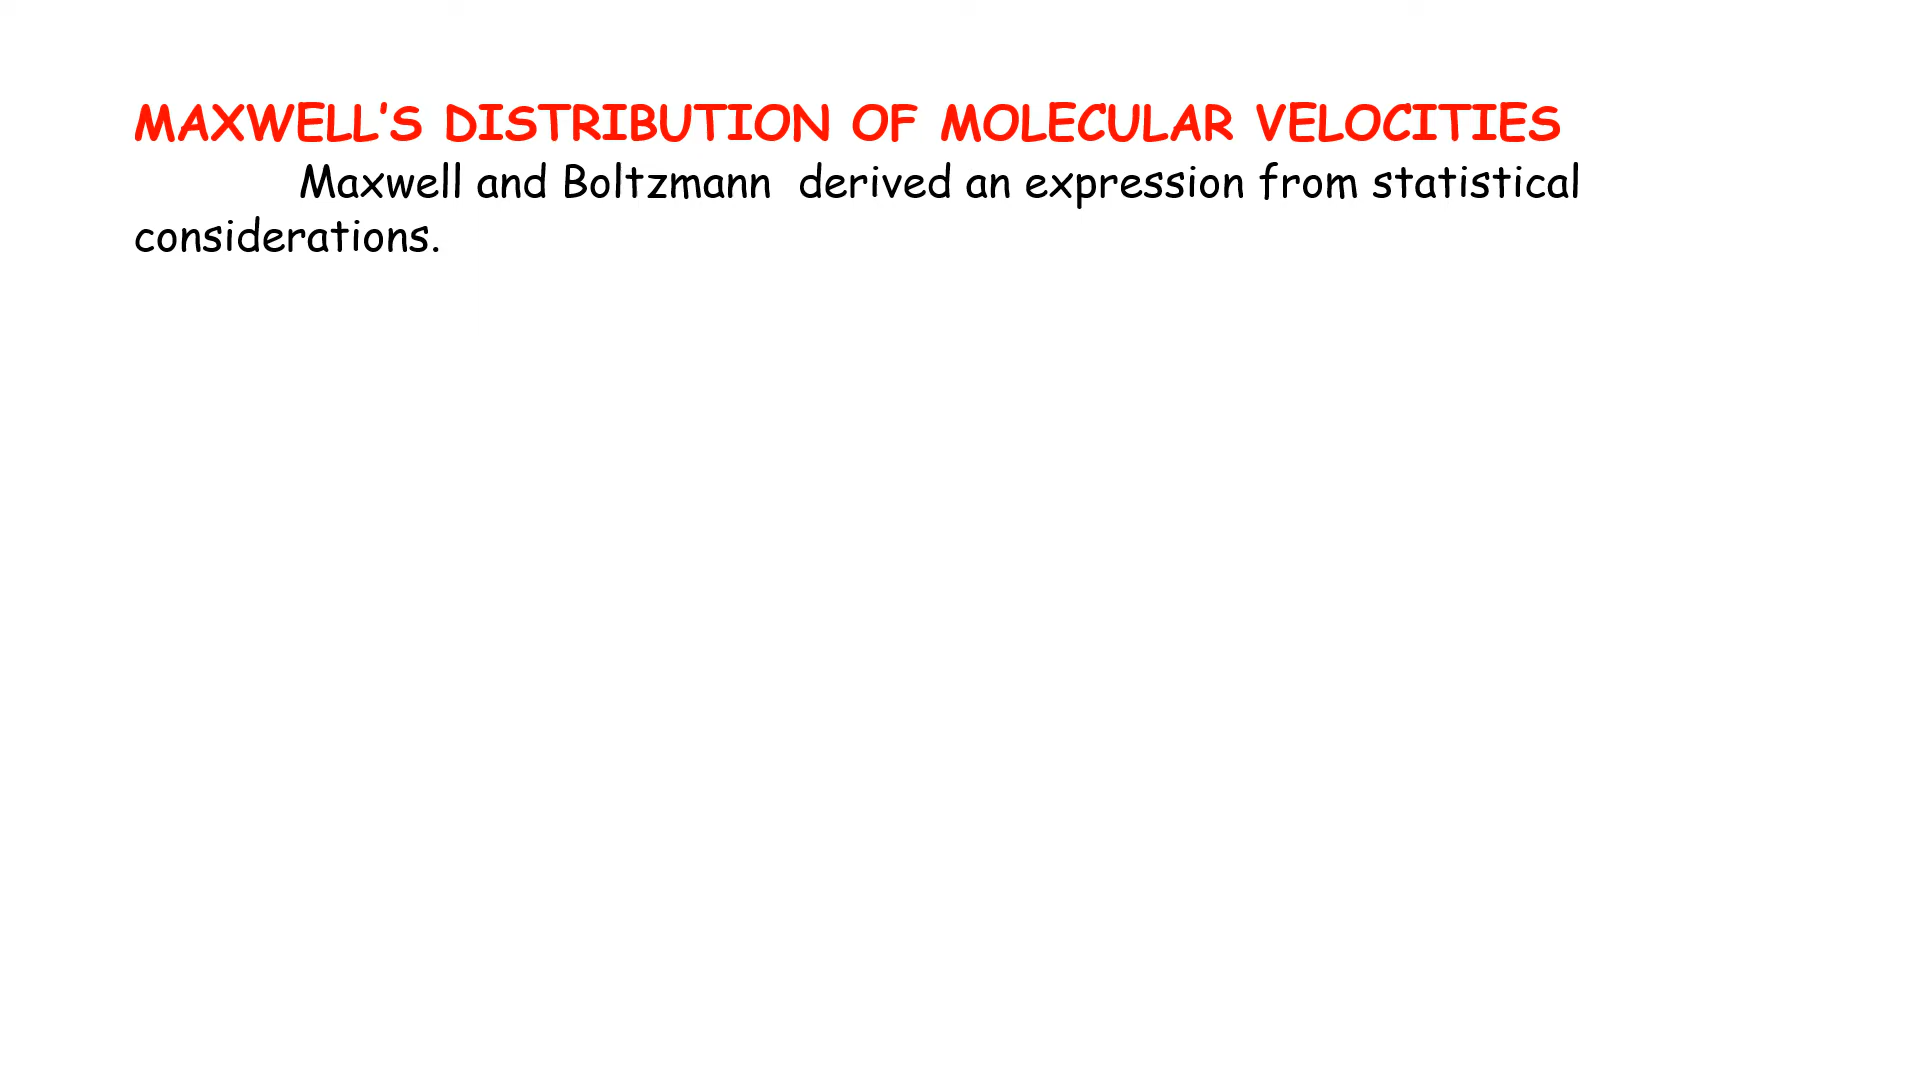 MAXWELL’S DISTRIBUTION OF MOLECULAR VELOCITIES
Maxwell and Boltzmann  derived an expression from statistical
considerations.